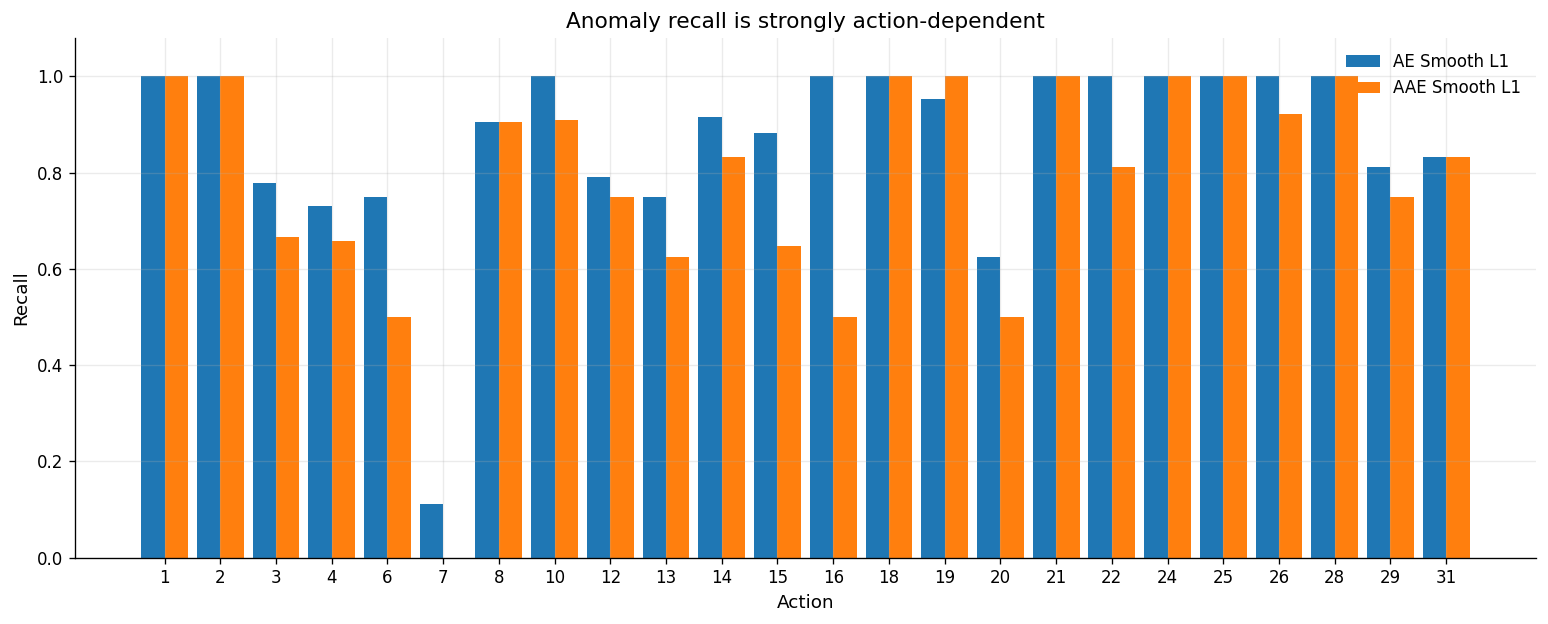 Anomaly recall is strongly action-dependent
AE Smooth L1
AAE Smooth L1
1.0
0.8
0.6
0.4
0.2
0.0
Recall
1 2 3 4 6 7 8 10 12 13 14 15 16 18 19 20 21 22 24 25 26 28 29 31
Action